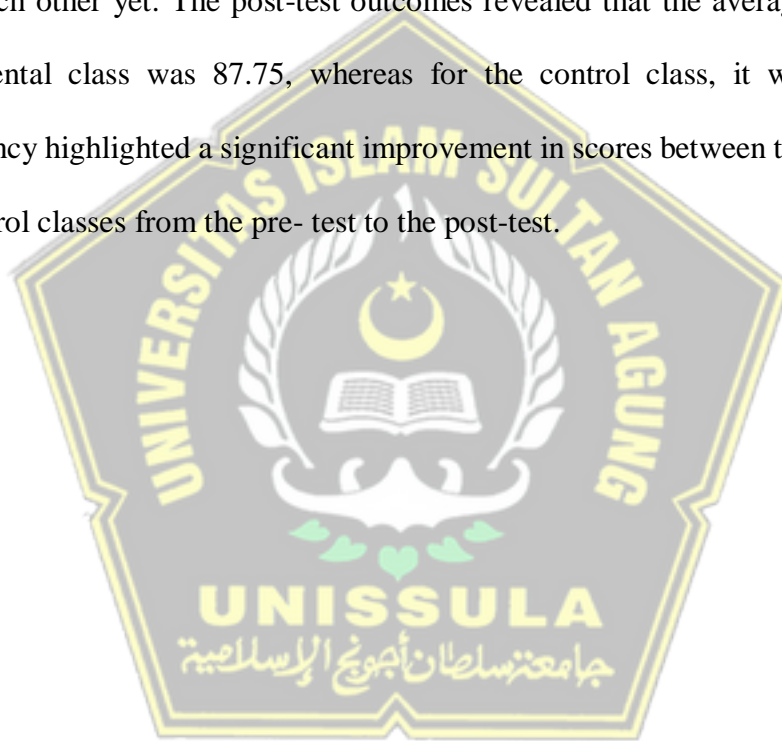 ch other yet. The post-test outcomes revealed that the averag
ental class was 87.75, whereas for the control class, it w
ncy highlighted a significant improvement in scores between t
rol classes from the pre- test to the post-test.
UNIVERSITAS ISLAM SULTAN AGUNG
UNISSULA
جامعة سلطان أجونج الإسلامية